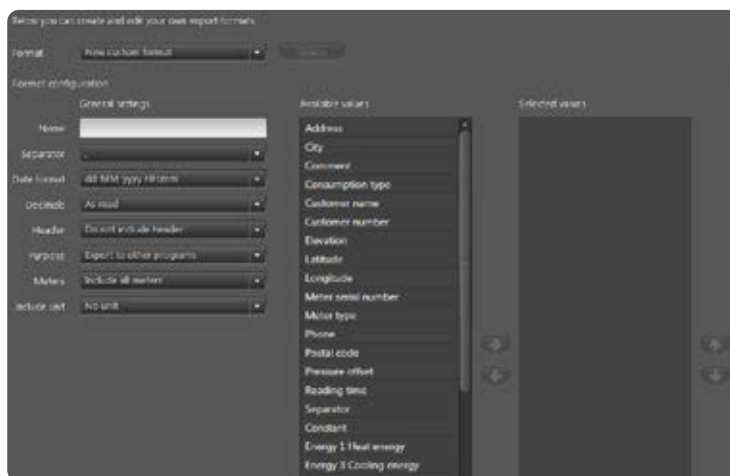 Below you can create and edit your own export formats.
Format New custom format
Format configuration
General settings
Name
Separator
Date format dd MM yyyy HH:mm
Decimals As read
Header Do not include header
Purpose Export to other programs
Meters Include all meters
Include unit No unit
Available values
Address
City
Comment
Consumption type
Customer name
Customer number
Elevation
Latitude
Longitude
Meter serial number
Meter type
Phone
Postal code
Pressure offset
Reading time
Separator
Constant
Energy 1 Heat energy
Energy 3 Cooling energy
Selected values